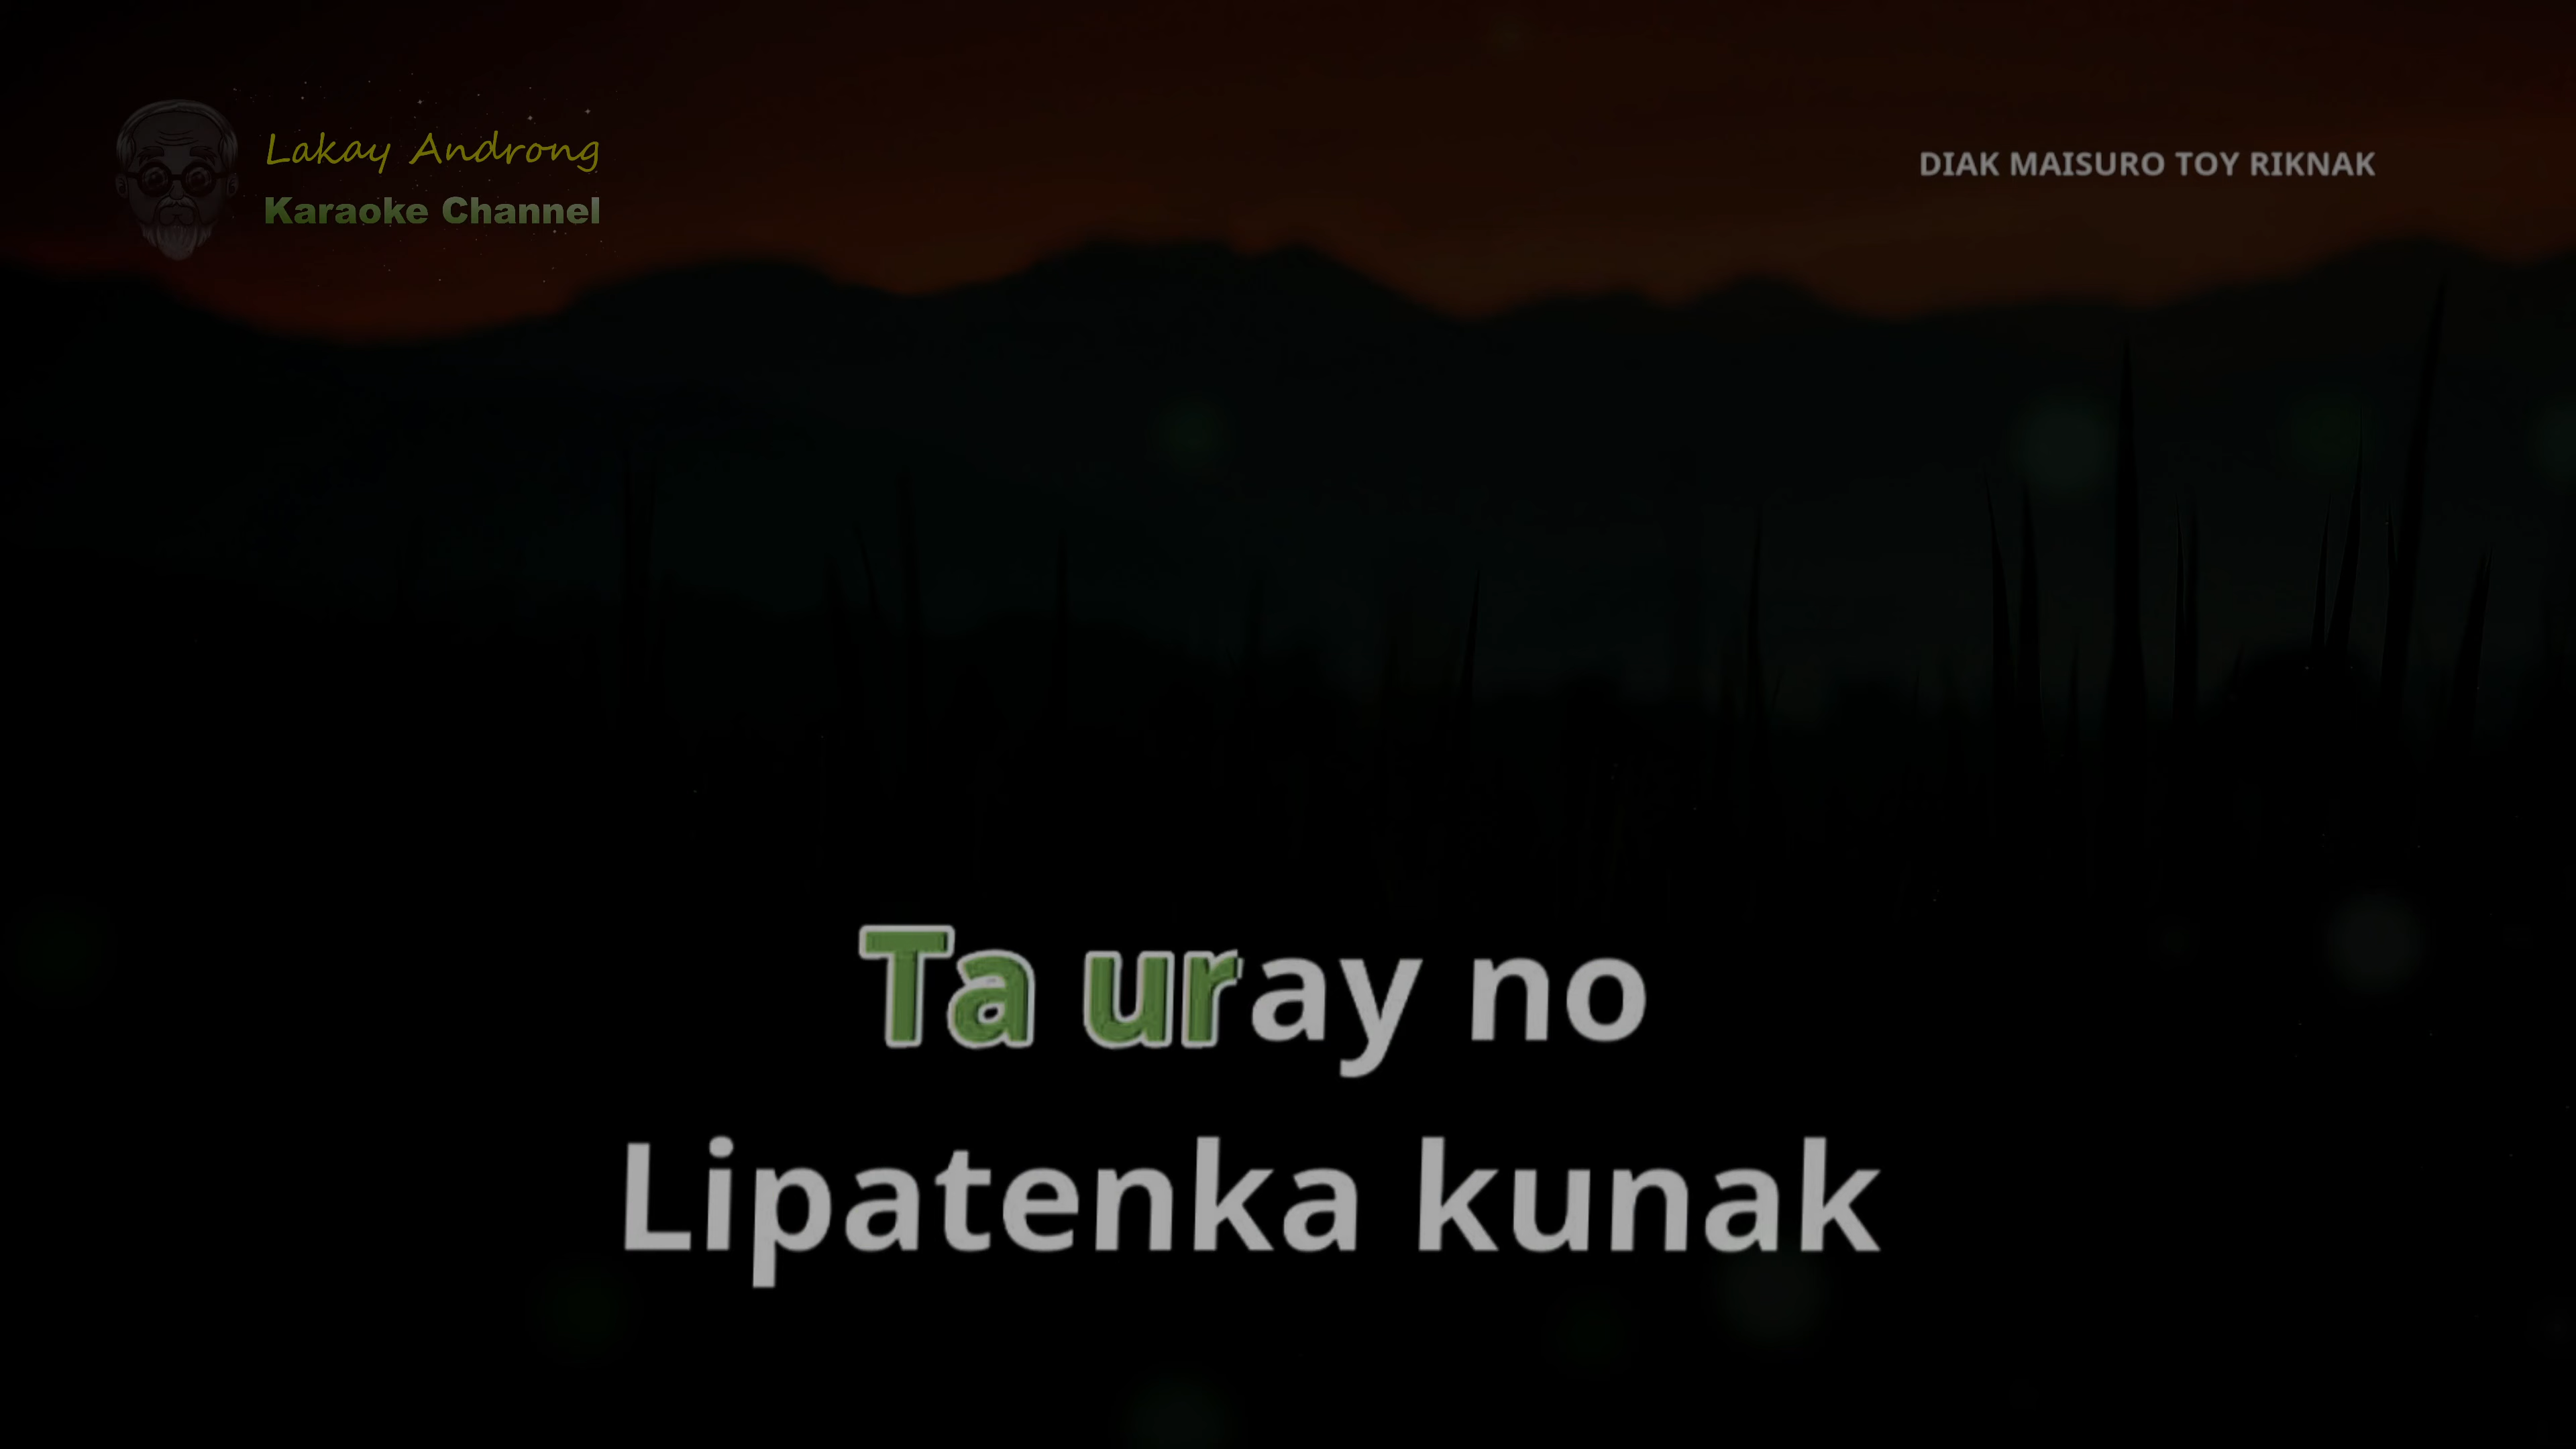 Lakay Androng
Karaoke Channel
DIAK MAISURO TOY RIKNAK
Ta uray no
Lipatenka kunak